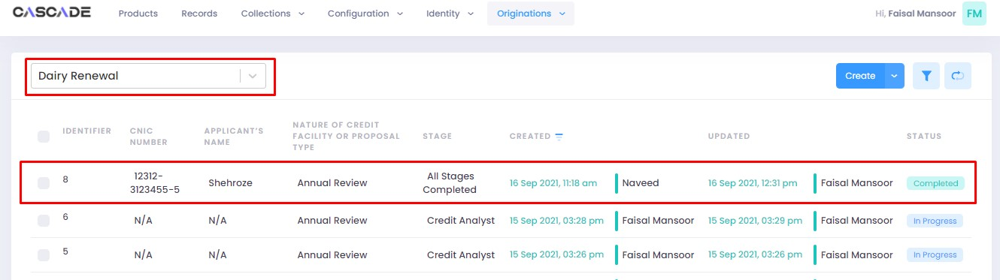 CASCADE Products Records Collections Configuration Identity Originations Hi, Faisal Mansoor FM
Dairy Renewal Create
IDENTIFIER CNIC NUMBER APPLICANT'S NAME NATURE OF CREDIT FACILITY OR PROPOSAL TYPE STAGE CREATED UPDATED STATUS
8 12312-3123455-5 Shehroze Annual Review All Stages Completed 16 Sep 2021, 11:18 am Naveed 16 Sep 2021, 12:31 pm Faisal Mansoor Completed
6 N/A N/A Annual Review Credit Analyst 15 Sep 2021, 03:28 pm Faisal Mansoor 15 Sep 2021, 03:29 pm Faisal Mansoor In Progress
5 N/A N/A Annual Review Credit Analyst 15 Sep 2021, 03:26 pm Faisal Mansoor 15 Sep 2021, 03:26 pm Faisal Mansoor In Progress